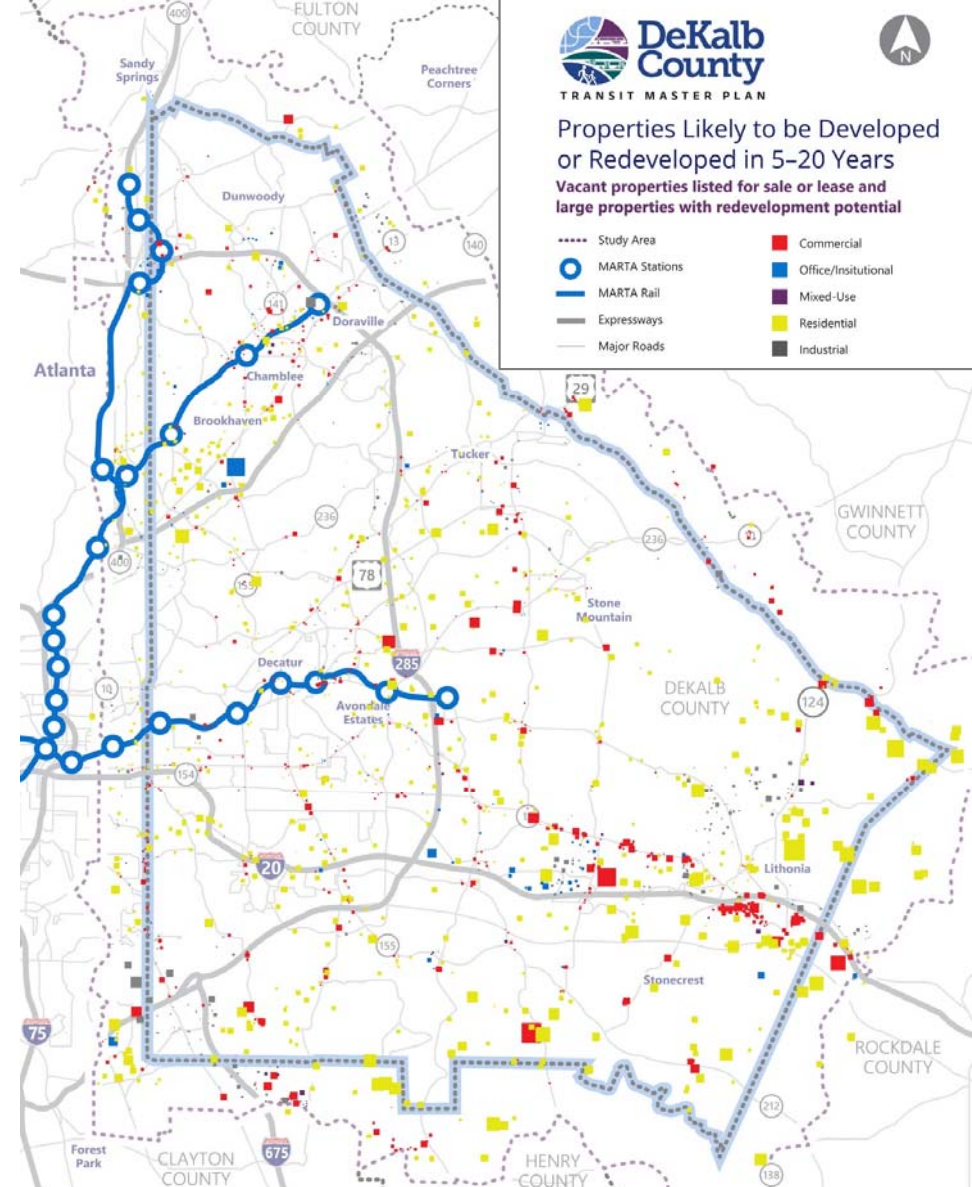 DeKalb
County
TRANSIT MASTER PLAN
N
Properties Likely to be Developed
or Redeveloped in 5–20 Years
Vacant properties listed for sale or lease and
large properties with redevelopment potential
Study Area
MARTA Stations
MARTA Rail
Expressways
Major Roads
Commercial
Office/Insitutional
Mixed-Use
Residential
Industrial
400
FULTON
COUNTY
Sandy
Springs
Peachtree
Corners
Dunwoody
13
140
141
Doraville
Atlanta
Chamblee
29
Brookhaven
Tucker
GWINNETT
COUNTY
236
236
400
78
155
Stone
Mountain
Decatur
285
10
Avondale
Estates
DEKALB
COUNTY
124
154
20
Lithonia
155
Stonecrest
75
ROCKDALE
COUNTY
212
Forest
Park
CLAYTON
COUNTY
675
HENRY
COUNTY
138